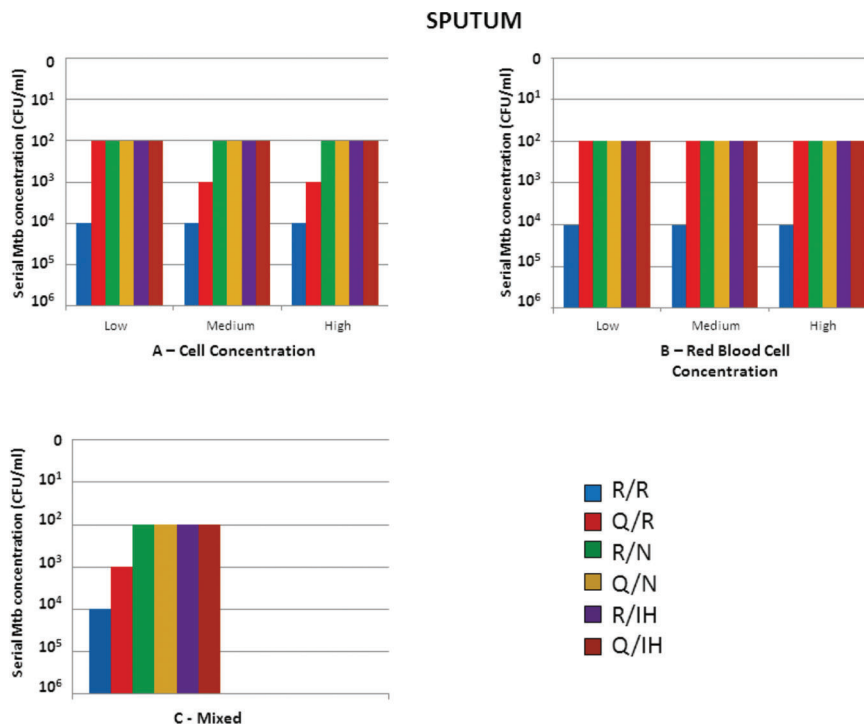 SPUTUM
Serial Mtb concentration (CFU/ml)
0
10¹
10²
10³
10⁴
10⁵
10⁶
Low Medium High
A – Cell Concentration
Serial Mtb concentration (CFU/ml)
0
10¹
10²
10³
10⁴
10⁵
10⁶
Low Medium High
B – Red Blood Cell
Concentration
Serial Mtb concentration (CFU/ml)
0
10¹
10²
10³
10⁴
10⁵
10⁶
C - Mixed
R/R
Q/R
R/N
Q/N
R/IH
Q/IH